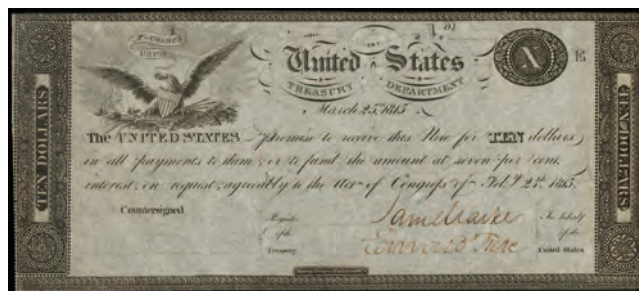 E PLURIBUS
UNUM
United States
TREASURY DEPARTMENT
X
E
March 25, 1815
TEN DOLLARS
TEN DOLLARS
The UNITED STATES promise to receive this Note for TEN dollars
in all payments to them, or to fund the amount at seven per cent.
interest, on request, agreeably to the Act of Congress of Feb.y 24th. 1815.
Countersigned
Register
of the
Treasury
Saml Clarke
In behalf
of the
United States